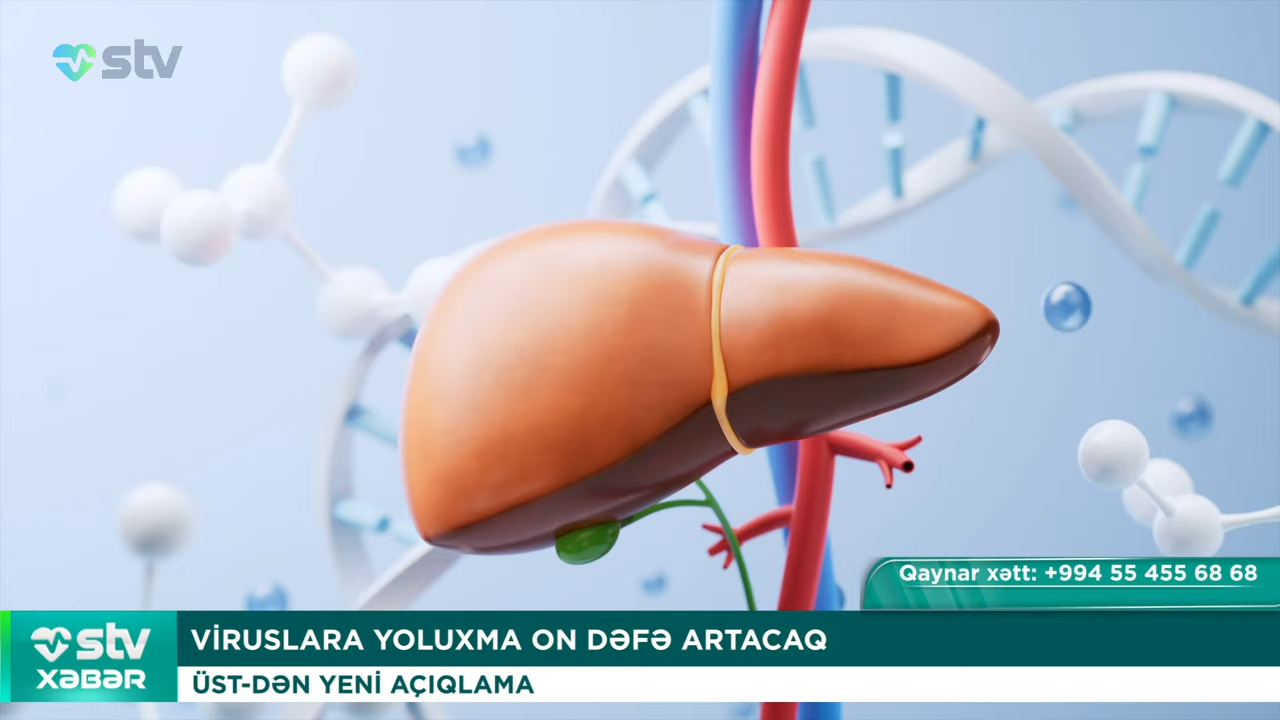 stv
Qaynar xətt: +994 55 455 68 68
stv
XƏBƏR
VİRUSLARA YOLUXMA ON DƏFƏ ARTACAQ
ÜST-DƏN YENİ AÇIQLAMA